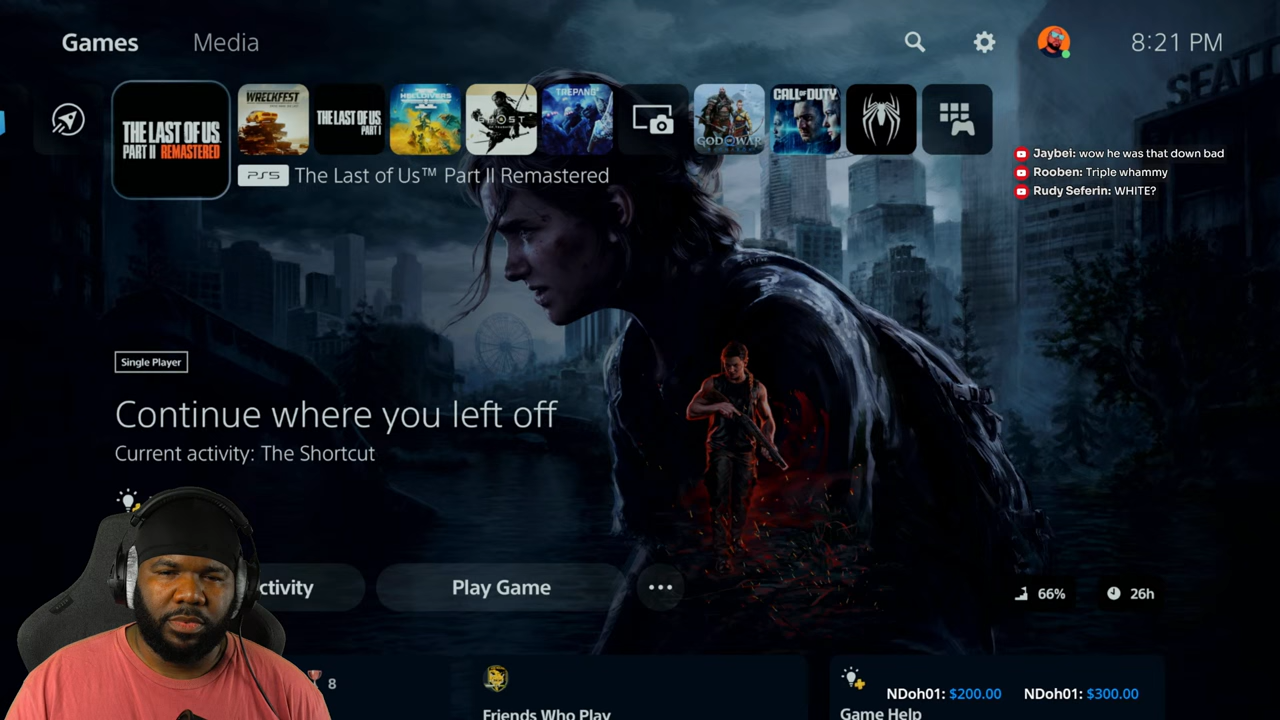 Games Media 8:21 PM
THE LAST OF US
PART II REMASTERED
WRECKFEST
THE LAST OF US
PART I
HELLDIVERS
II
GHOST
TREPANG²
GOD OF WAR
CALL OF DUTY
SEATT
PS5 The Last of Us™ Part II Remastered
Jaybei: wow he was that down bad
Rooben: Triple whammy
Rudy Seferin: WHITE?
Single Player
Continue where you left off
Current activity: The Shortcut
ctivity Play Game •••
66% 26h
8
NDoh01: $200.00 NDoh01: $300.00
Friends Who Play
Game Help